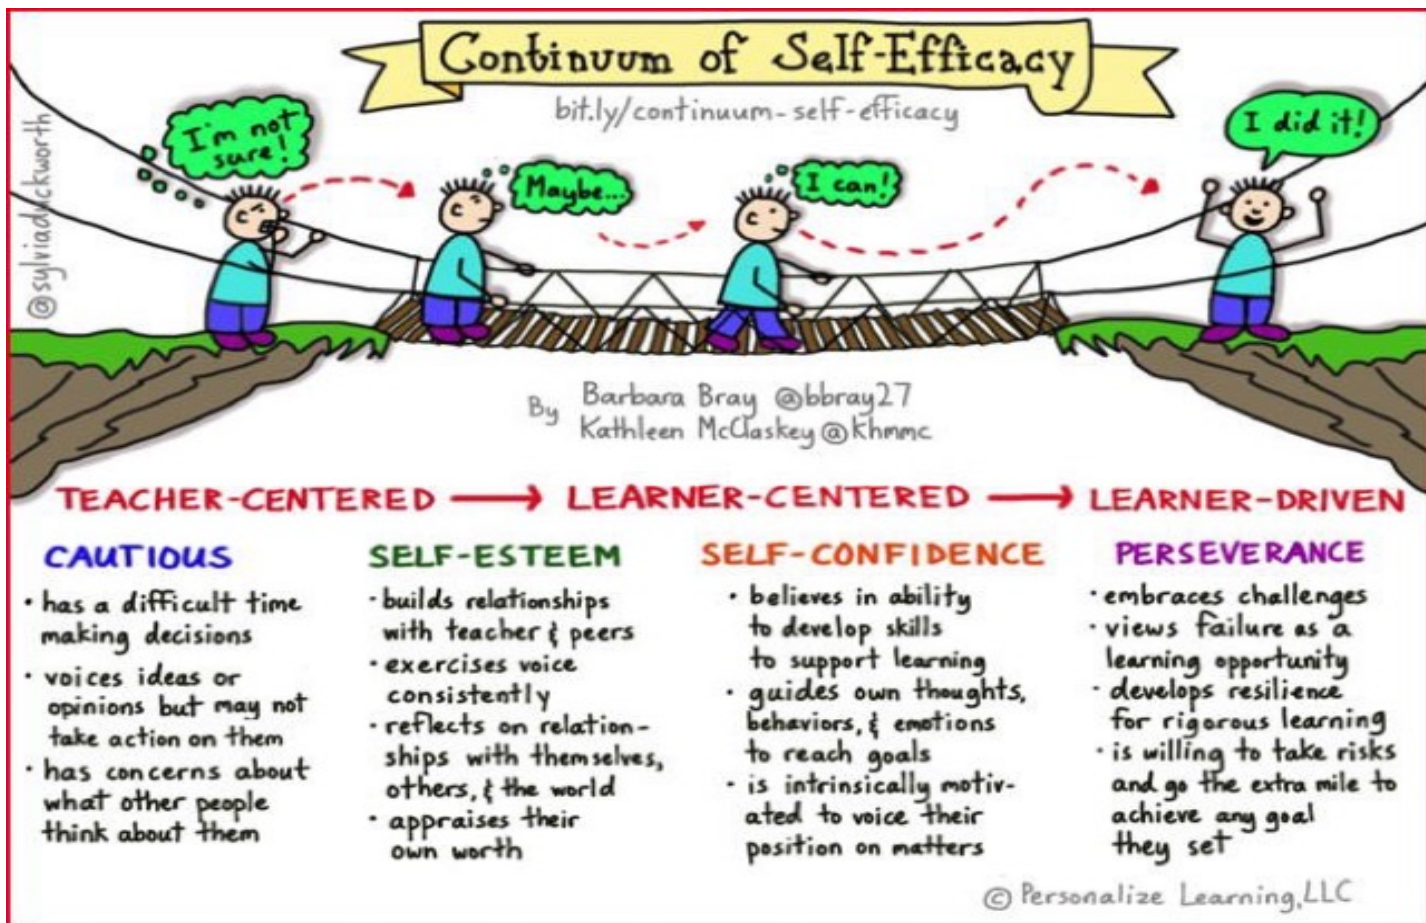 Continuum of Self-Efficacy
bit.ly/continuum-self-efficacy
@sylviaduckworth
I'm not
sure!
Maybe...
I can!
I did it!
By Barbara Bray @bbray27
Kathleen McClaskey @khmmc
TEACHER-CENTERED → LEARNER-CENTERED → LEARNER-DRIVEN
CAUTIOUS
• has a difficult time
making decisions
• voices ideas or
opinions but may not
take action on them
• has concerns about
what other people
think about them
SELF-ESTEEM
• builds relationships
with teacher & peers
• exercises voice
consistently
• reflects on relation-
ships with themselves,
others, & the world
• appraises their
own worth
SELF-CONFIDENCE
• believes in ability
to develop skills
to support learning
• guides own thoughts,
behaviors, & emotions
to reach goals
• is intrinsically motiv-
ated to voice their
position on matters
PERSEVERANCE
• embraces challenges
• views failure as a
learning opportunity
• develops resilience
for rigorous learning
• is willing to take risks
and go the extra mile to
achieve any goal
they set
© Personalize Learning, LLC